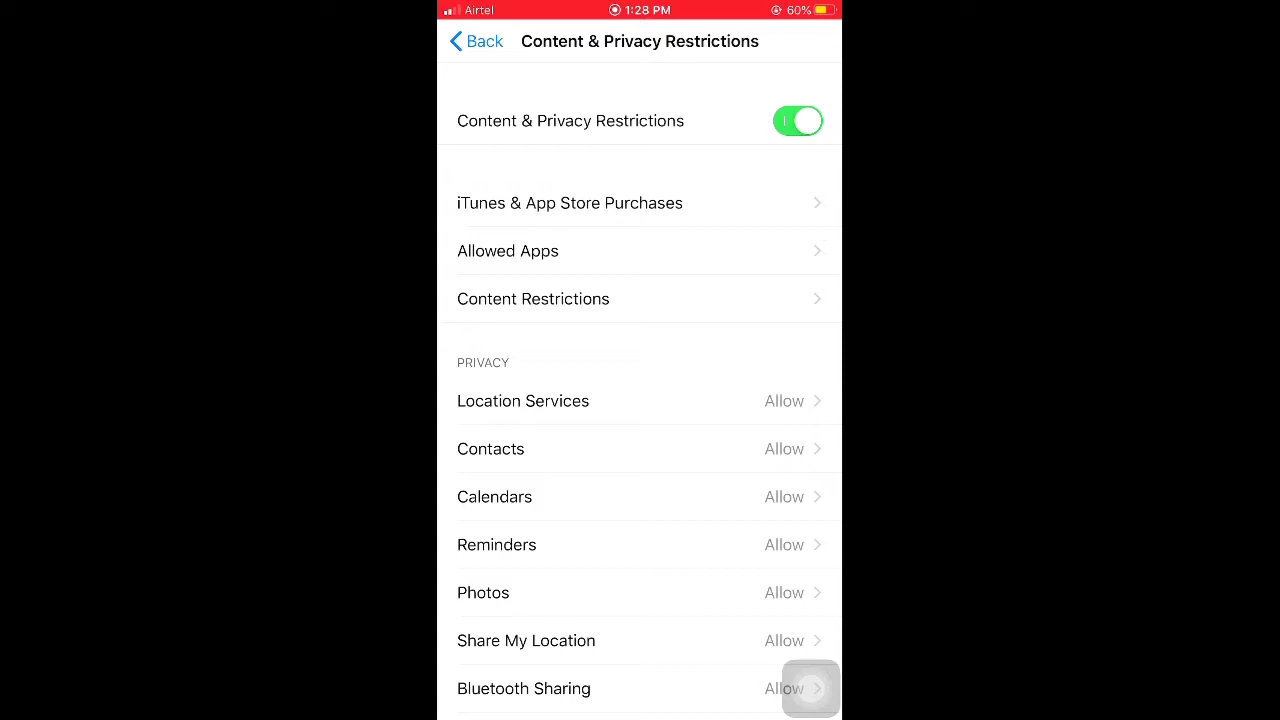 Airtel 1:28 PM 60%
Back Content & Privacy Restrictions
Content & Privacy Restrictions
iTunes & App Store Purchases
Allowed Apps
Content Restrictions
PRIVACY
Location Services Allow
Contacts Allow
Calendars Allow
Reminders Allow
Photos Allow
Share My Location Allow
Bluetooth Sharing Allow